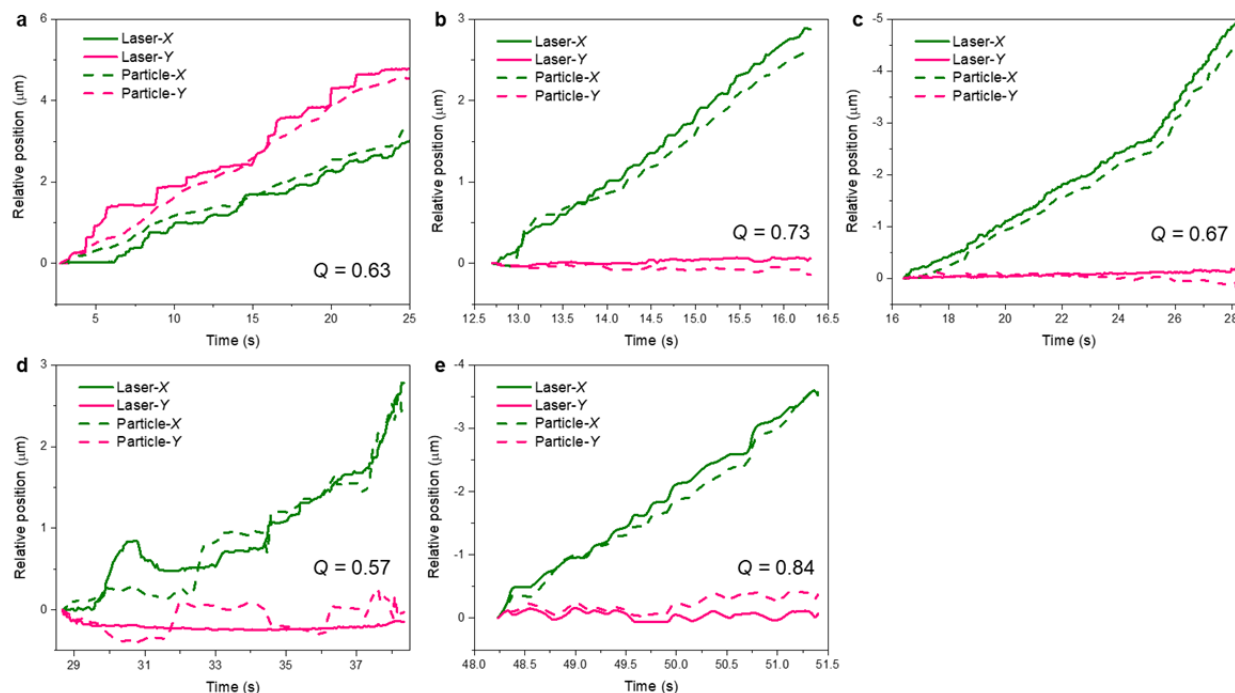 a
Laser-X
Laser-Y
Particle-X
Particle-Y
Q = 0.63
Relative position (μm)
6
4
2
0
5
10
15
20
25
Time (s)
b
Laser-X
Laser-Y
Particle-X
Particle-Y
Q = 0.73
Relative position (μm)
3
2
1
0
12.5
13.0
13.5
14.0
14.5
15.0
15.5
16.0
16.5
Time (s)
c
Laser-X
Laser-Y
Particle-X
Particle-Y
Q = 0.67
Relative position (μm)
-5
-4
-3
-2
-1
0
16
18
20
22
24
26
28
Time (s)
d
Laser-X
Laser-Y
Particle-X
Particle-Y
Q = 0.57
Relative position (μm)
3
2
1
0
29
31
33
35
37
Time (s)
e
Laser-X
Laser-Y
Particle-X
Particle-Y
Q = 0.84
Relative position (μm)
-4
-3
-2
-1
0
48.0
48.5
49.0
49.5
50.0
50.5
51.0
51.5
Time (s)